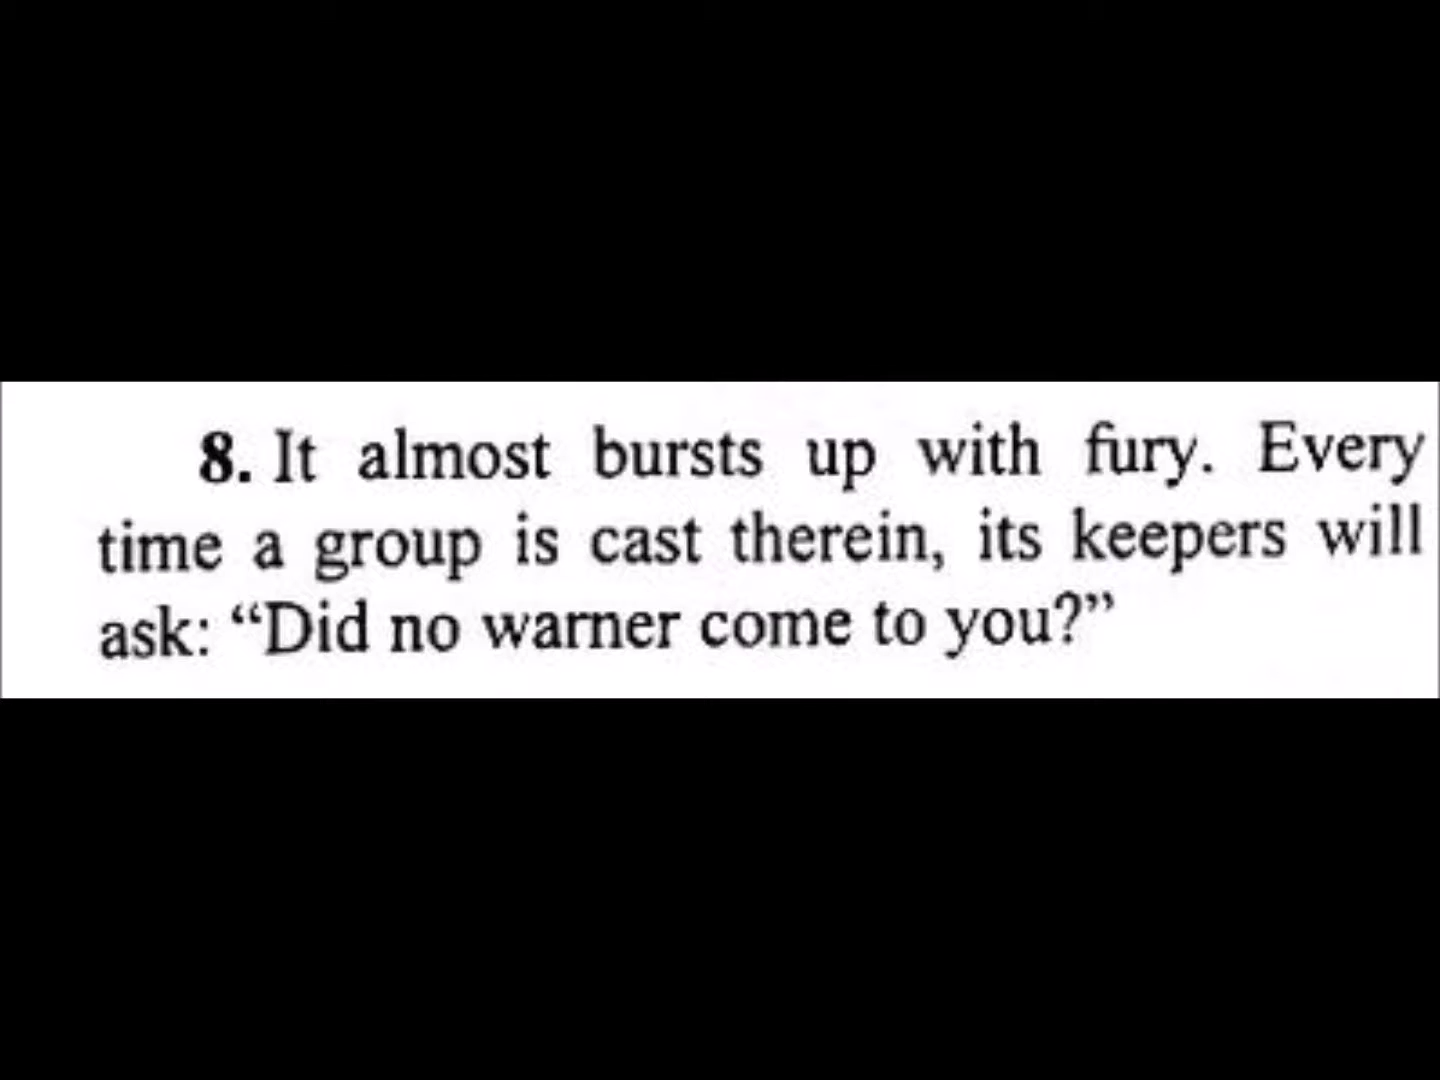 8. It almost bursts up with fury. Every
time a group is cast therein, its keepers will
ask: “Did no warner come to you?”